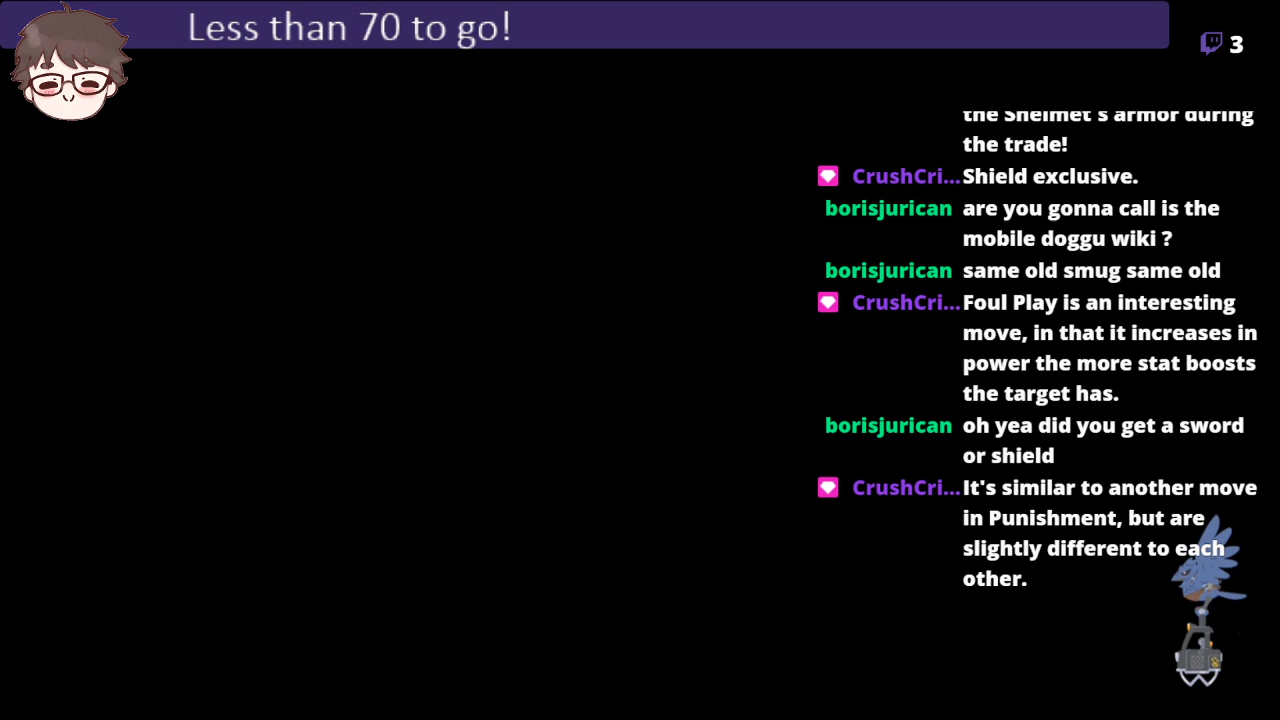 Less than 70 to go!
3
the Shelmet's armor during
the trade!
CrushCri... Shield exclusive.
borisjurican are you gonna call is the
mobile doggu wiki ?
borisjurican same old smug same old
CrushCri... Foul Play is an interesting
move, in that it increases in
power the more stat boosts
the target has.
borisjurican oh yea did you get a sword
or shield
CrushCri... It's similar to another move
in Punishment, but are
slightly different to each
other.